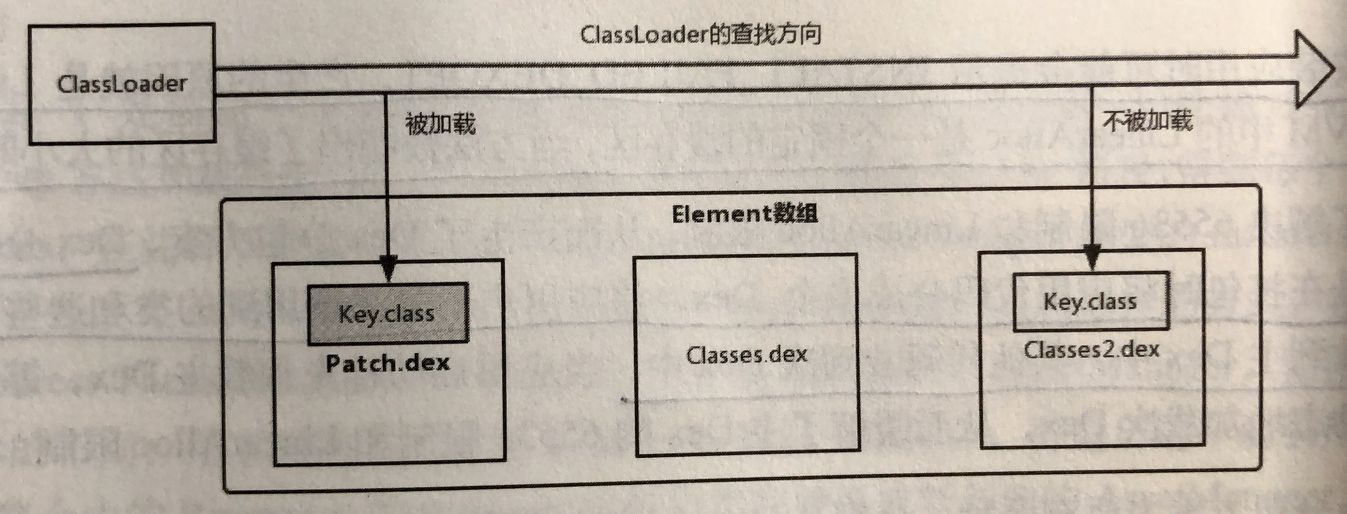 ClassLoader的查找方向
ClassLoader
被加载
不被加载
Element数组
Key.class
Patch.dex
Classes.dex
Key.class
Classes2.dex